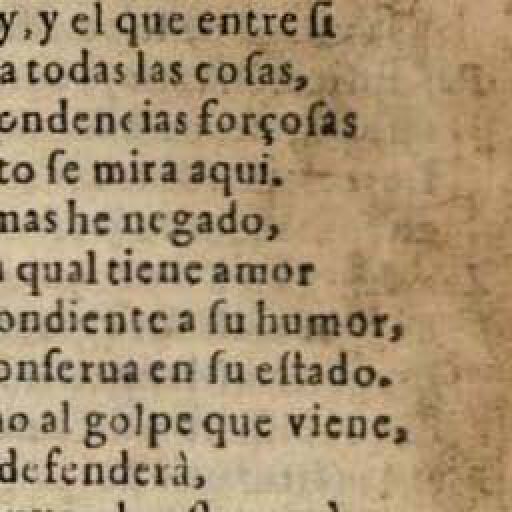 y, y el que entre ſi
a todas las coſas,
ondencias forçoſas
to ſe mira aqui.
mas he negado,
qual tiene amor
ondiente a ſu humor,
onſerua en ſu eſtado.
no al golpe que viene,
defenderà,